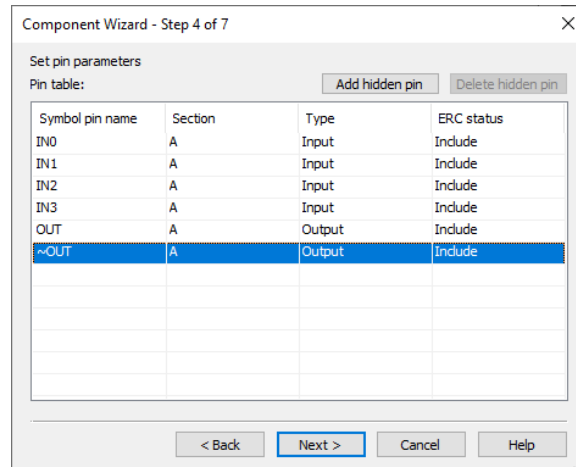 Component Wizard - Step 4 of 7
Set pin parameters
Pin table: Add hidden pin Delete hidden pin
Symbol pin name Section Type ERC status
IN0 A Input Include
IN1 A Input Include
IN2 A Input Include
IN3 A Input Include
OUT A Output Include
~OUT A Output Include
< Back Next > Cancel Help